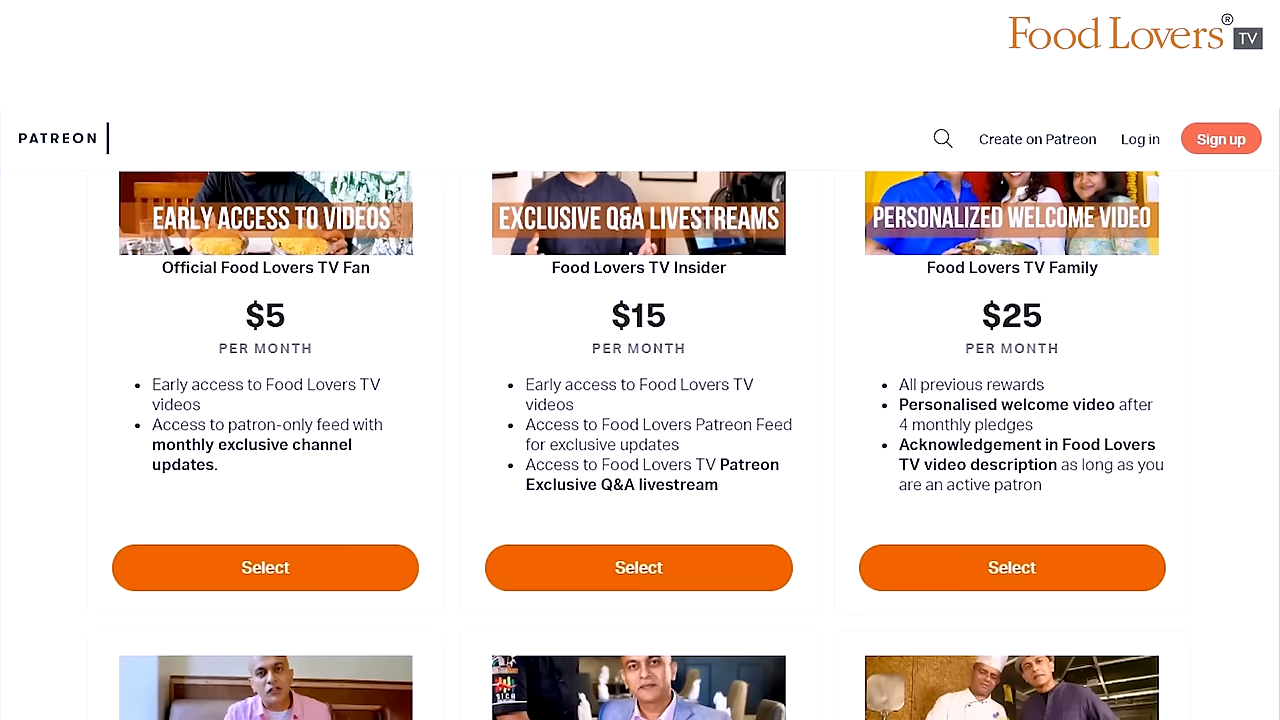 Food Lovers®
TV
PATREON
Create on Patreon
Log in
Sign up
EARLY ACCESS TO VIDEOS
Official Food Lovers TV Fan
$5
PER MONTH
• Early access to Food Lovers TV
videos
• Access to patron-only feed with
monthly exclusive channel
updates.
Select
EXCLUSIVE Q&A LIVESTREAMS
Food Lovers TV Insider
$15
PER MONTH
• Early access to Food Lovers TV
videos
• Access to Food Lovers Patreon Feed
for exclusive updates
• Access to Food Lovers TV Patreon
Exclusive Q&A livestream
Select
PERSONALIZED WELCOME VIDEO
Food Lovers TV Family
$25
PER MONTH
• All previous rewards
• Personalised welcome video after
4 monthly pledges
• Acknowledgement in Food Lovers
TV video description as long as you
are an active patron
Select